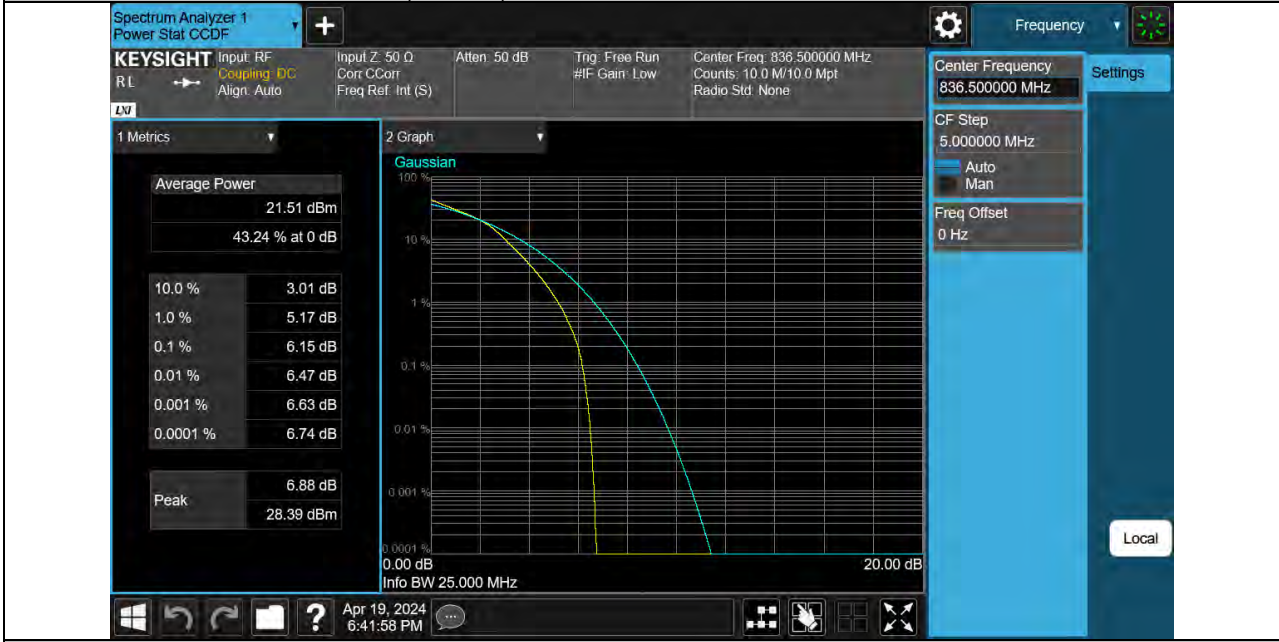 Spectrum Analyzer 1
Power Stat CCDF
+
Frequency
KEYSIGHT
RL
LXI
Input: RF
Coupling: DC
Align: Auto
Input Z: 50 Ω
Corr CCorr
Freq Ref: Int (S)
Atten: 50 dB
Trig: Free Run
#IF Gain: Low
Center Freq: 836.500000 MHz
Counts: 10.0 M/10.0 Mpt
Radio Std: None
Center Frequency
836.500000 MHz
Settings
CF Step
5.000000 MHz
Auto
Man
Freq Offset
0 Hz
Local
1 Metrics
Average Power
21.51 dBm
43.24 % at 0 dB
10.0 % 3.01 dB
1.0 % 5.17 dB
0.1 % 6.15 dB
0.01 % 6.47 dB
0.001 % 6.63 dB
0.0001 % 6.74 dB
Peak
6.88 dB
28.39 dBm
2 Graph
Gaussian
100 %
10 %
1 %
0.1 %
0.01 %
0.001 %
0.0001 %
0.00 dB 20.00 dB
Info BW 25.000 MHz
?
Apr 19, 2024
6:41:58 PM